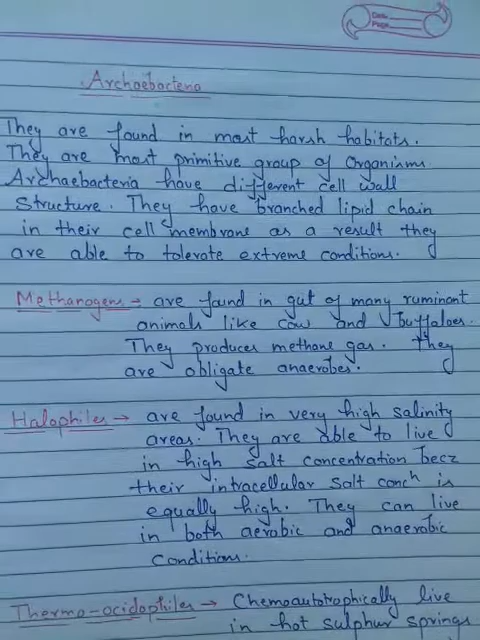 Date
Page
Archaebacteria
They are found in most harsh habitats.
They are most primitive group of Organisms.
Archaebacteria have different cell wall
structure. They have branched lipid chain
in their cell membrane as a result they
are able to tolerate extreme conditions.
Methanogens → are found in gut of many ruminant
animals like cow and buffaloes.
They produces methane gas. They
are obligate anaerobes.
Halophiles → are found in very high salinity
areas. They are able to live
in high salt concentration becz
their intracellular salt concⁿ is
equally high. They can live
in both aerobic and anaerobic
condition.
Thermo-acidophiles → Chemoautotrophically live
in hot sulphur springs